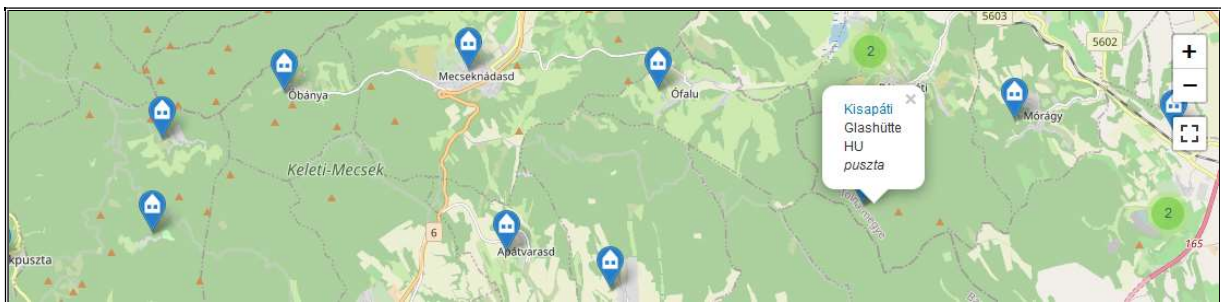 5603
5602
2
+
Mecseknádasd
Óbánya
Ófalu
−
Kisapáti
×
Glashütte
HU
puszta
Mórágy
Keleti-Mecsek
2
6
Apátvarasd
165
kpuszta